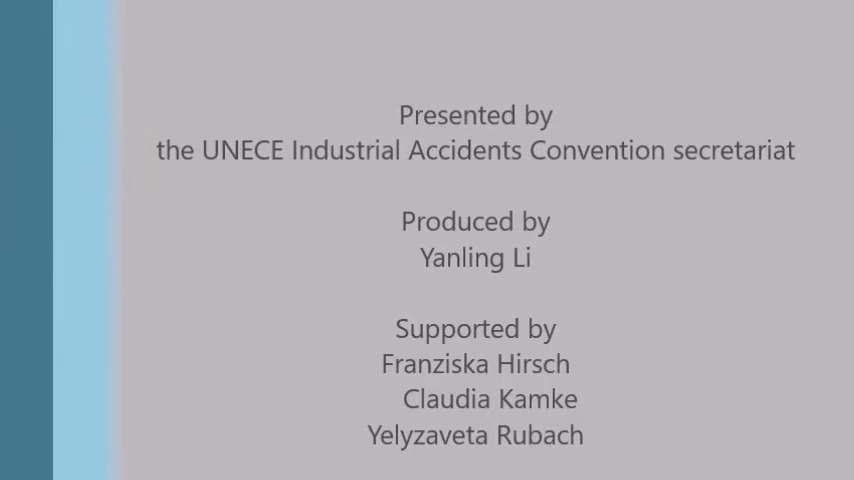 Presented by
the UNECE Industrial Accidents Convention secretariat
Produced by
Yanling Li
Supported by
Franziska Hirsch
Claudia Kamke
Yelyzaveta Rubach